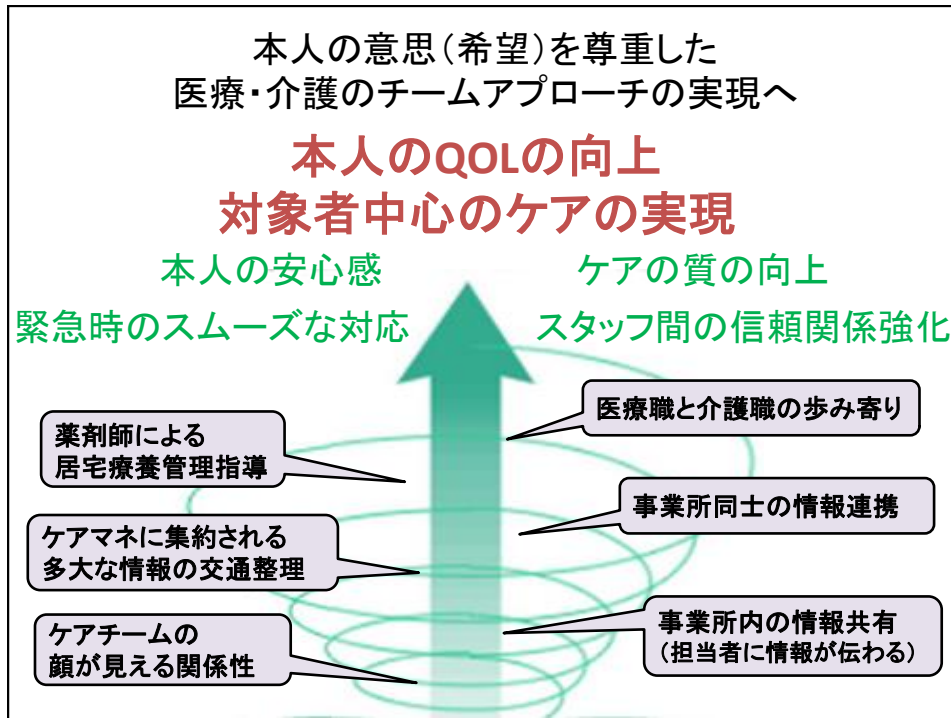 本人の意思（希望）を尊重した
医療・介護のチームアプローチの実現へ
本人のQOLの向上
対象者中心のケアの実現
本人の安心感
ケアの質の向上
緊急時のスムーズな対応
スタッフ間の信頼関係強化
医療職と介護職の歩み寄り
薬剤師による
居宅療養管理指導
事業所同士の情報連携
ケアマネに集約される
多大な情報の交通整理
事業所内の情報共有
（担当者に情報が伝わる）
ケアチームの
顔が見える関係性